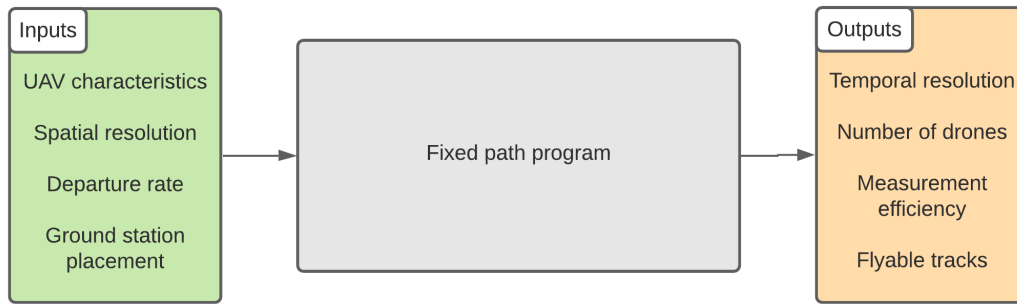 Inputs
UAV characteristics
Spatial resolution
Departure rate
Ground station
placement
Fixed path program
Outputs
Temporal resolution
Number of drones
Measurement
efficiency
Flyable tracks